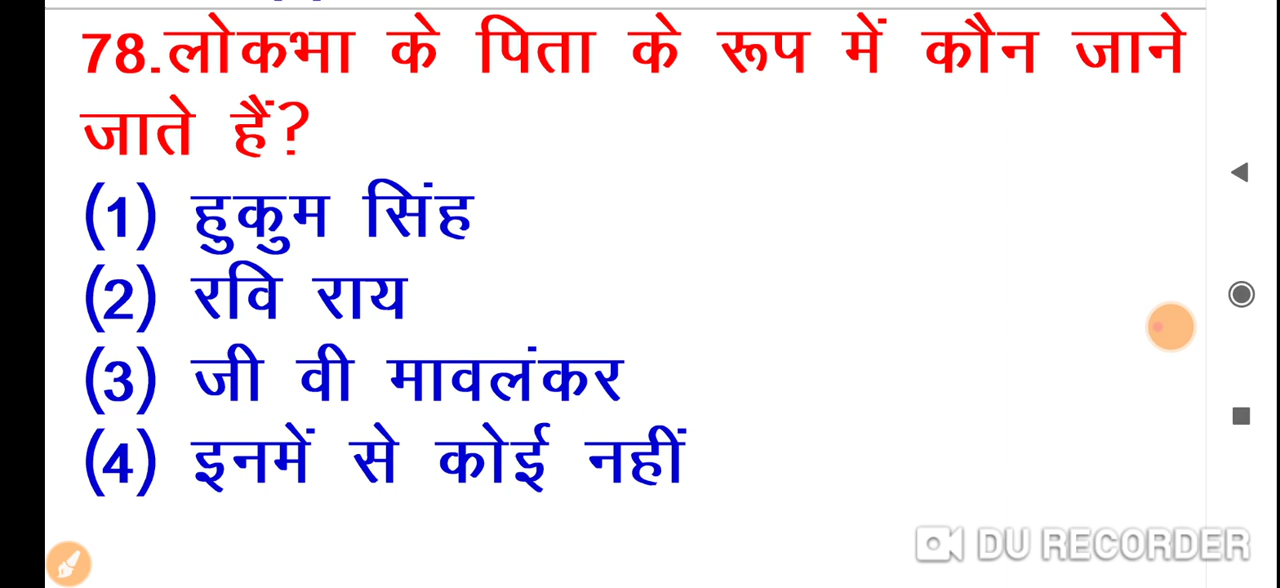 78.लोकभा के पिता के रूप में कौन जाने
जाते हैं?
(1) हुकुम सिंह
(2) रवि राय
(3) जी वी मावलंकर
(4) इनमें से कोई नहीं
DU RECORDER